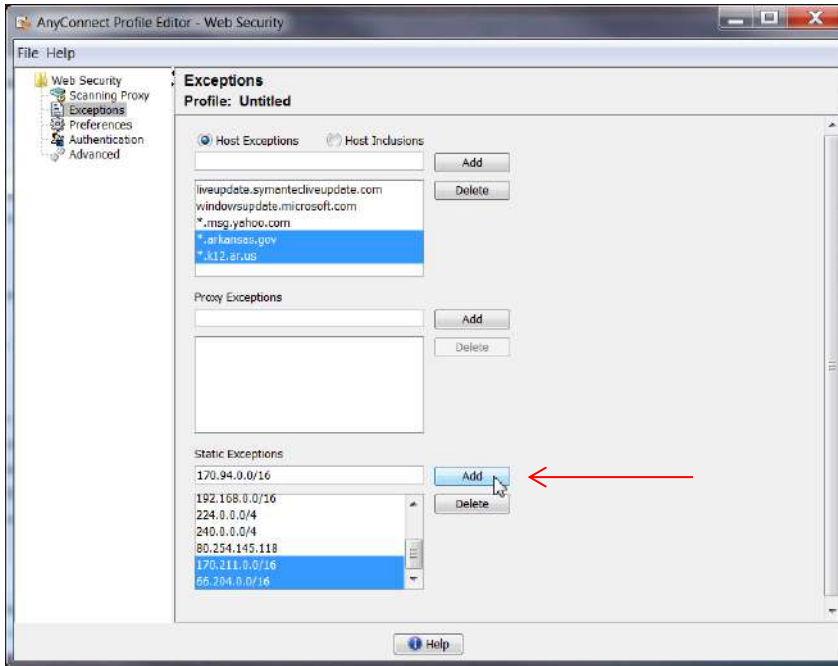 AnyConnect Profile Editor - Web Security
File Help
Web Security
Scanning Proxy
Exceptions
Preferences
Authentication
Advanced
Exceptions
Profile: Untitled
Host Exceptions Host Inclusions
Add
liveupdate.symantecliveupdate.com
windowsupdate.microsoft.com
*.msg.yahoo.com
*.arkansas.gov
*.k12.ar.us
Delete
Proxy Exceptions
Add
Delete
Static Exceptions
170.94.0.0/16 Add
192.168.0.0/16
224.0.0.0/4
240.0.0.0/4
80.254.145.118
170.211.0.0/16
66.204.0.0/16
Delete
Help